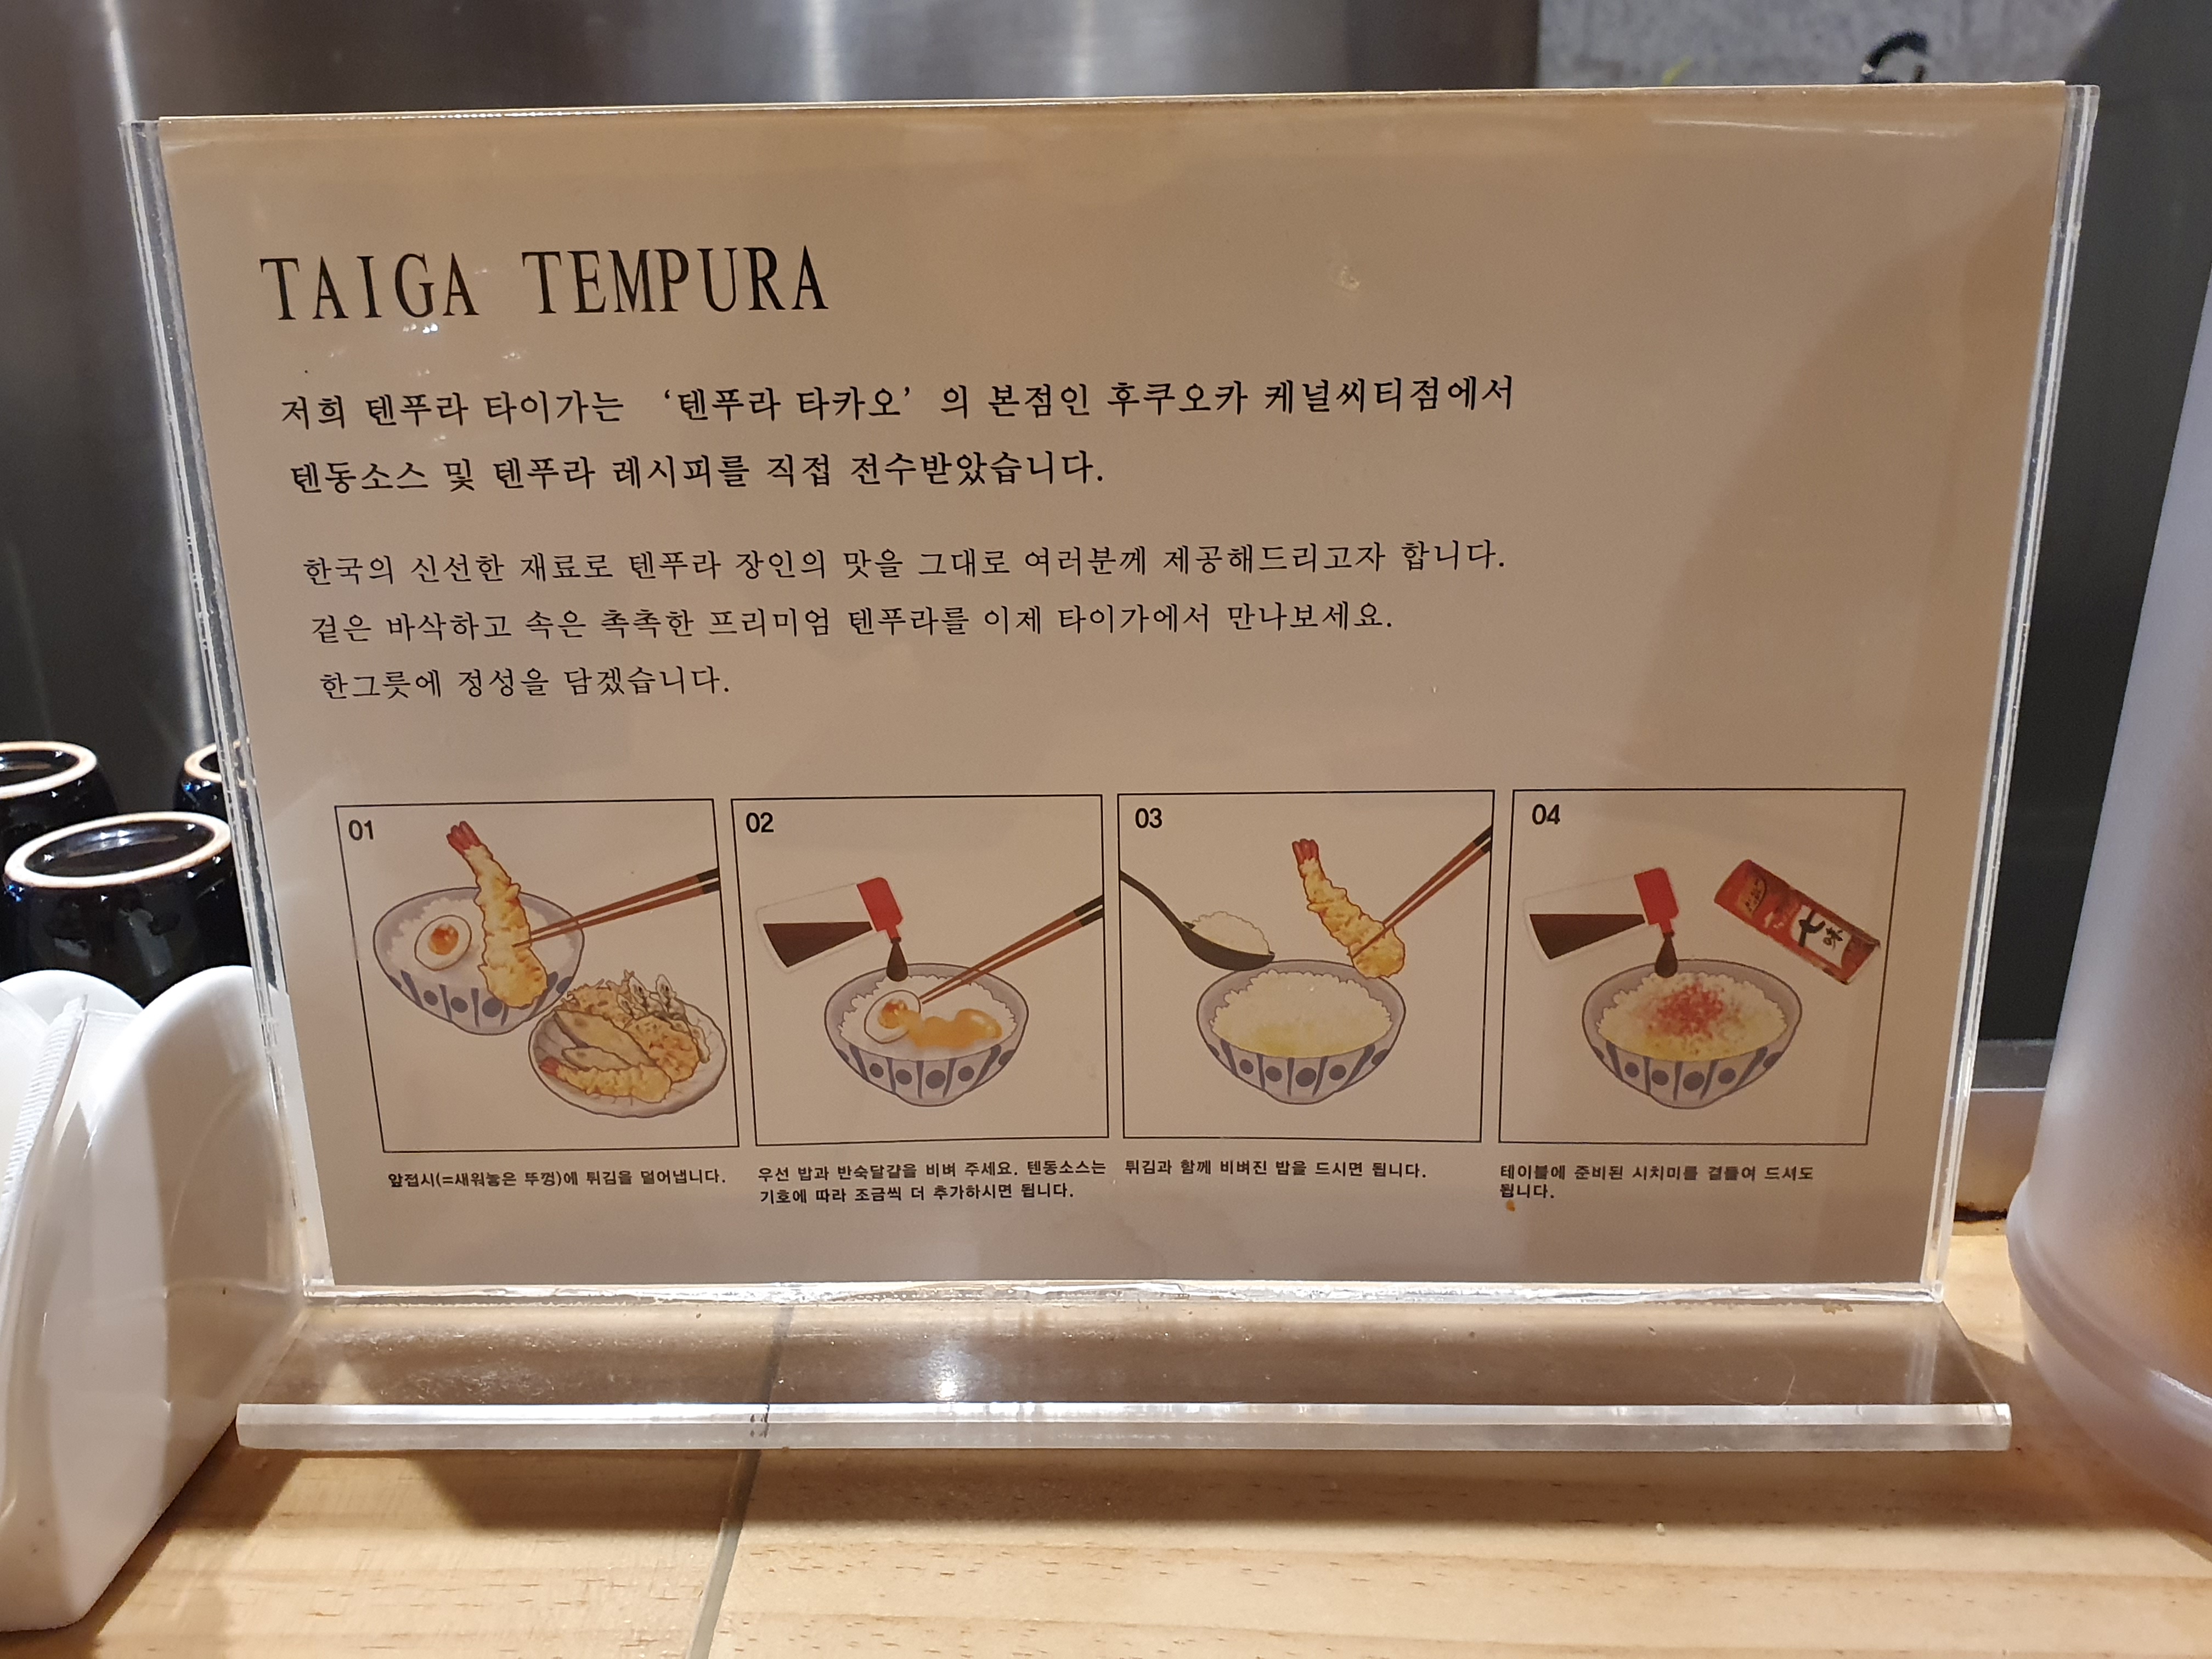 TAIGA TEMPURA
저희 텐푸라 타이가는 ‘텐푸라 타카오’ 의 본점인 후쿠오카 케널씨티점에서
텐동소스 및 텐푸라 레시피를 직접 전수받았습니다.
한국의 신선한 재료로 텐푸라 장인의 맛을 그대로 여러분께 제공해드리고자 합니다.
겉은 바삭하고 속은 촉촉한 프리미엄 텐푸라를 이제 타이가에서 만나보세요.
한그릇에 정성을 담겠습니다.
01
앞접시(=새워놓은 뚜껑)에 튀김을 덜어냅니다.
02
우선 밥과 반숙달걀을 비벼 주세요. 텐동소스는
기호에 따라 조금씩 더 추가하시면 됩니다.
03
튀김과 함께 비벼진 밥을 드시면 됩니다.
04
七味
테이블에 준비된 시치미를 곁들여 드셔도
됩니다.